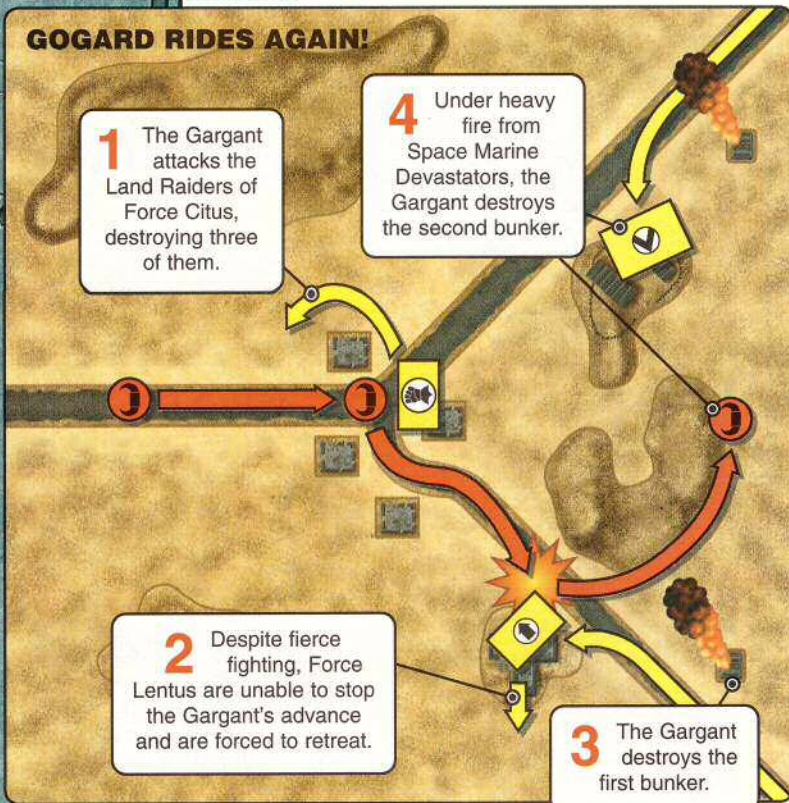 GOGARD RIDES AGAIN!
1 The Gargant
attacks the
Land Raiders of
Force Citus,
destroying three
of them.
4 Under heavy
fire from
Space Marine
Devastators, the
Gargant destroys
the second bunker.
2 Despite fierce
fighting, Force
Lentus are unable to stop
the Gargant's advance
and are forced to retreat.
3 The Gargant
destroys the
first bunker.